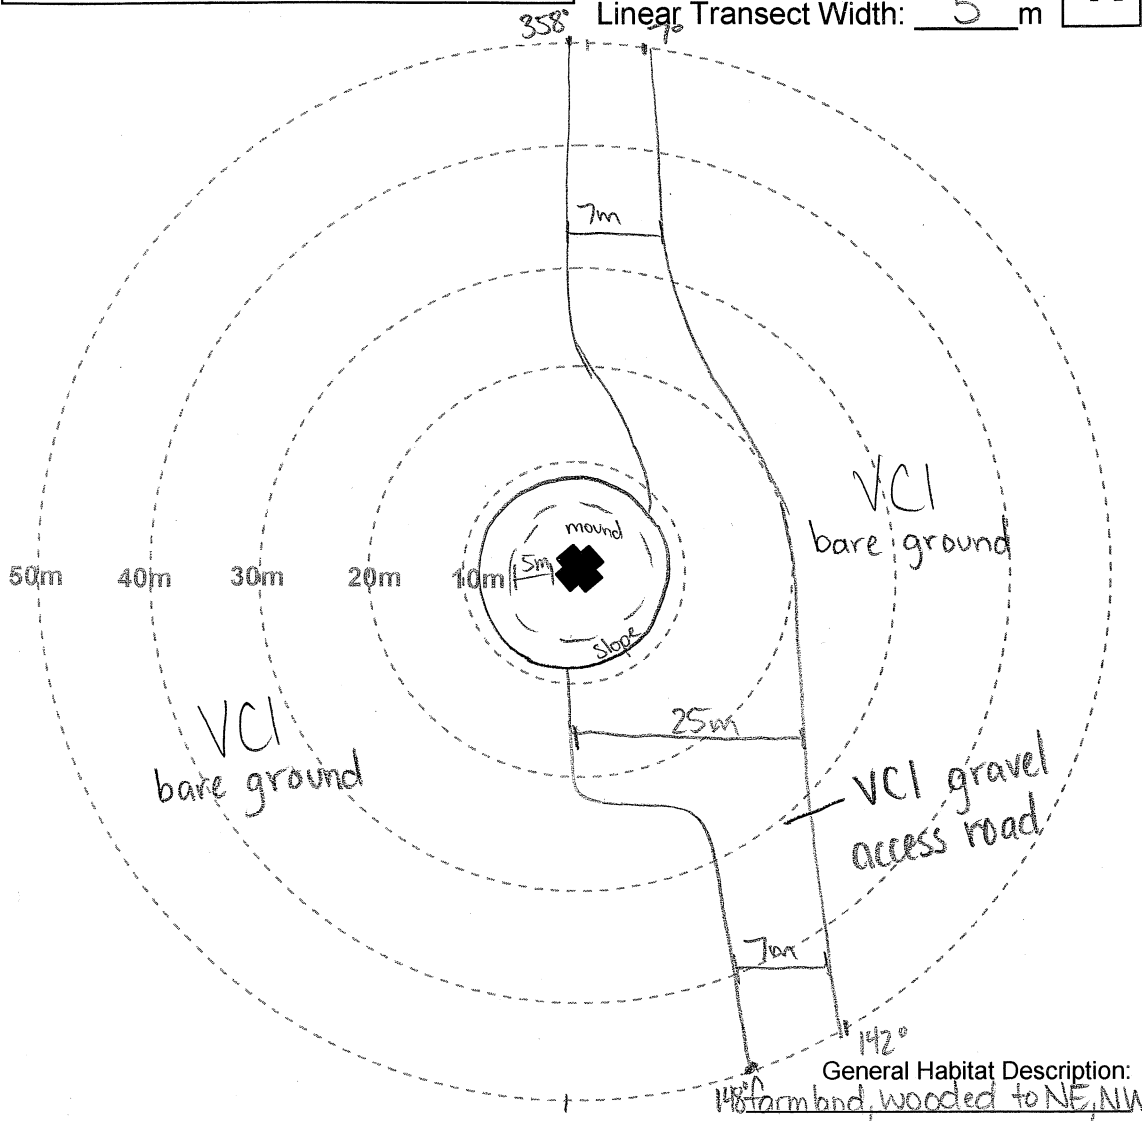 358°
Linear Transect Width: 5 m
7°
7m
VCI
bare ground
mound
50m 40m 30m 20m 10m
5m
slope
VCI
bare ground
25m
VCI gravel
access road
7m
142°
General Habitat Description:
148° farmland, wooded to NE, NW